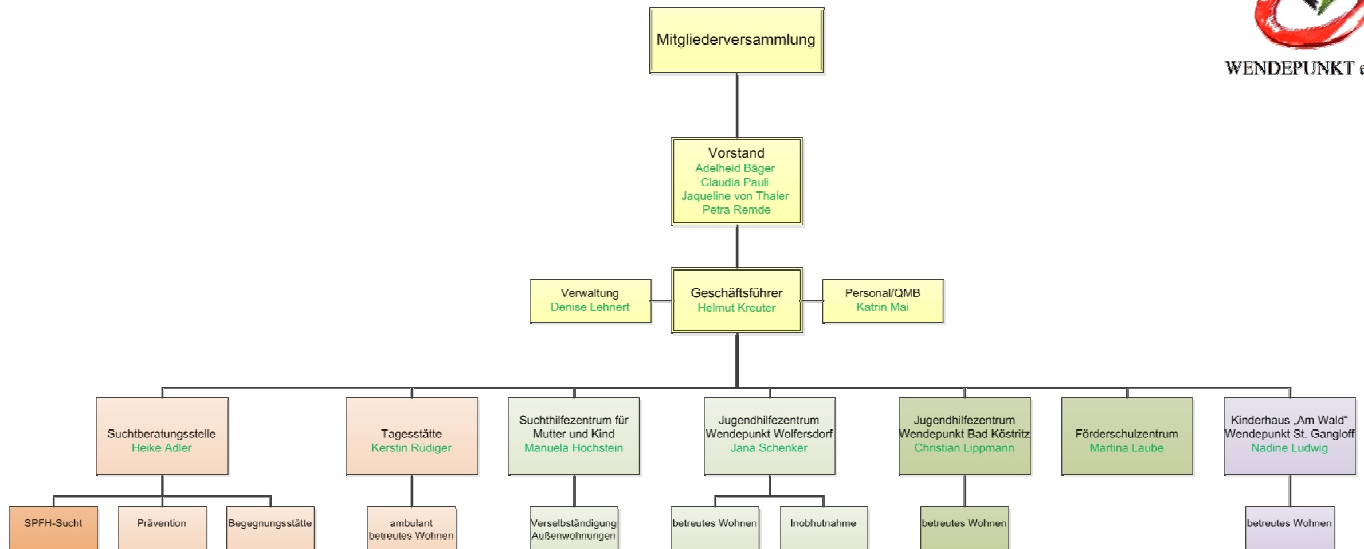 Mitgliederversammlung
WENDEPUNKT
Vorstand
Adelheid Bäger
Claudia Pauli
Jaqueline von Thaler
Petra Remde
Verwaltung
Denise Lehnert
Geschäftsführer
Helmut Kreuter
Personal/QMB
Katrin Mai
Suchtberatungsstelle
Heike Adler
Tagesstätte
Kerstin Rüdiger
Suchthilfezentrum für
Mutter und Kind
Manuela Hochstein
Jugendhilfezentrum
Wendepunkt Wolfersdorf
Jana Schenker
Jugendhilfezentrum
Wendepunkt Bad Köstritz
Christian Lippmann
Förderschulzentrum
Martina Laube
Kinderhaus „Am Wald“
Wendepunkt St. Gangloff
Nadine Ludwig
SPFH-Sucht
Prävention
Begegnungsstätte
ambulant
betreutes Wohnen
Verselbständigung
Außenwohnungen
betreutes Wohnen
Inobhutnahme
betreutes Wohnen
betreutes Wohnen